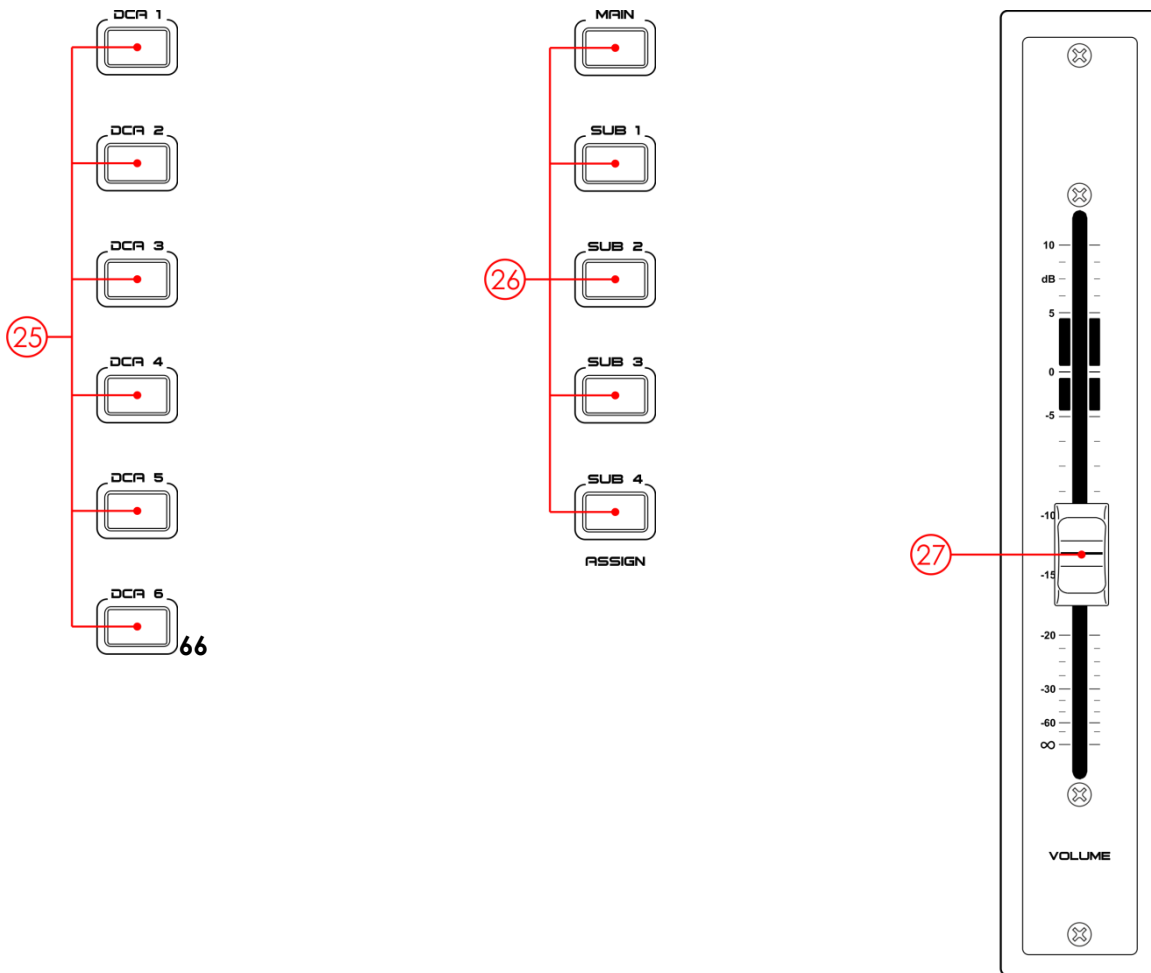 DCA 1
DCA 2
DCA 3
25
DCA 4
DCA 5
DCA 6
66
MAIN
SUB 1
SUB 2
26
SUB 3
SUB 4
ASSIGN
10
dB
5
0
-5
-10
27
-15
-20
-30
-60
∞
VOLUME